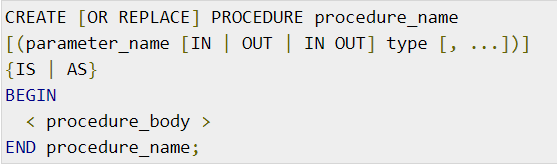 CREATE [OR REPLACE] PROCEDURE procedure_name
[(parameter_name [IN | OUT | IN OUT] type [, ...])]
{IS | AS}
BEGIN
  < procedure_body >
END procedure_name;